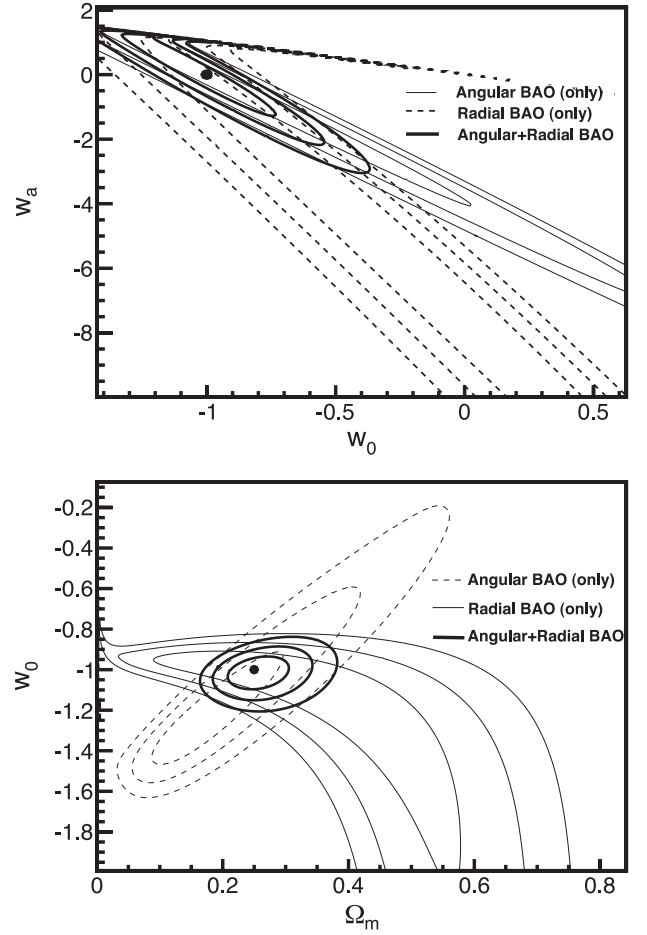 2
0
-2
-4
-6
-8
w_a
Angular BAO (only)
Radial BAO (only)
Angular+Radial BAO
-1
-0.5
0
0.5
w_0
-0.2
-0.4
-0.6
-0.8
-1
-1.2
-1.4
-1.6
-1.8
w_0
Angular BAO (only)
Radial BAO (only)
Angular+Radial BAO
0
0.2
0.4
0.6
0.8
Ω_m